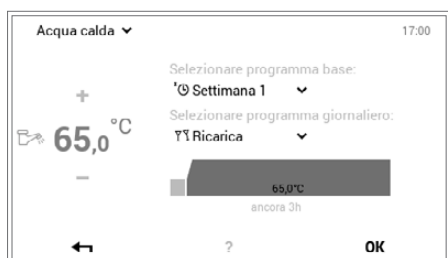 Acqua calda
17:00
Selezionare programma base:
Settimana 1
+
Selezionare programma giornaliero:
65,0 °C
Ricarica
−
65,0°C
ancora 3h
?
OK